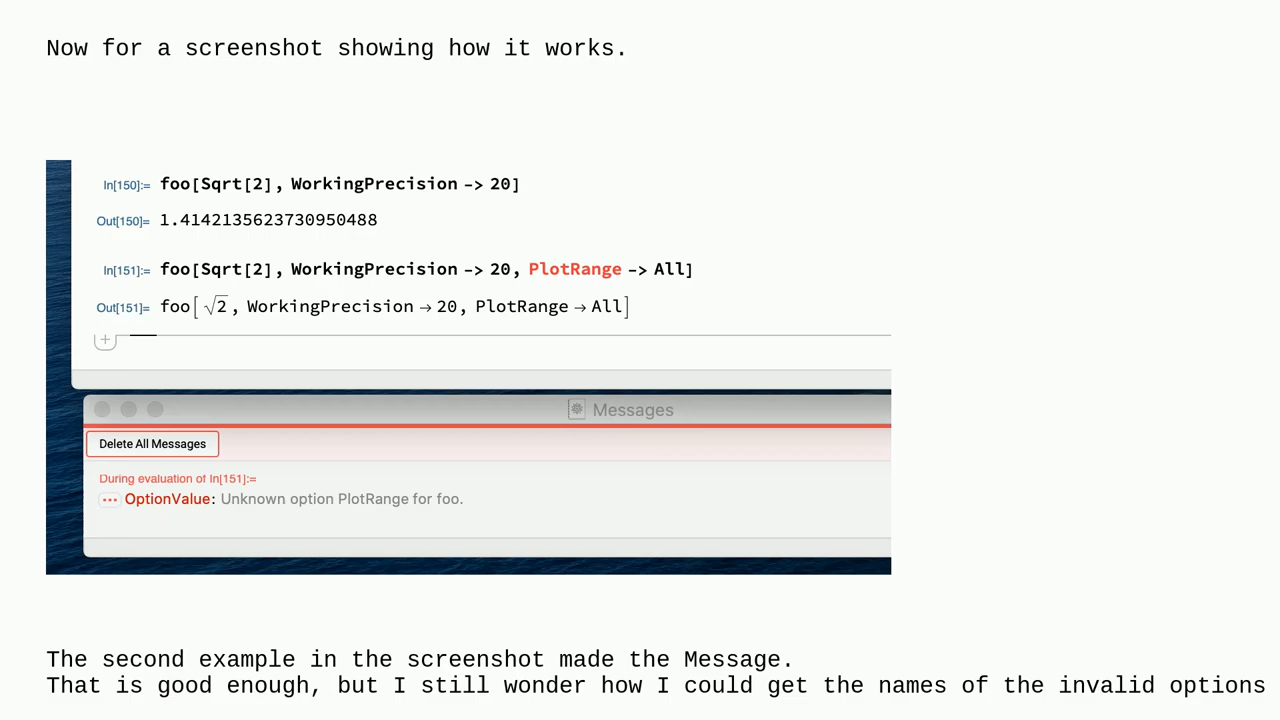 Now for a screenshot showing how it works.
In[150]:= foo[Sqrt[2], WorkingPrecision -> 20]
Out[150]= 1.4142135623730950488
In[151]:= foo[Sqrt[2], WorkingPrecision -> 20, PlotRange -> All]
Out[151]= foo[√2, WorkingPrecision → 20, PlotRange → All]
+
Messages
Delete All Messages
During evaluation of In[151]:=
··· OptionValue: Unknown option PlotRange for foo.
The second example in the screenshot made the Message.
That is good enough, but I still wonder how I could get the names of the invalid options